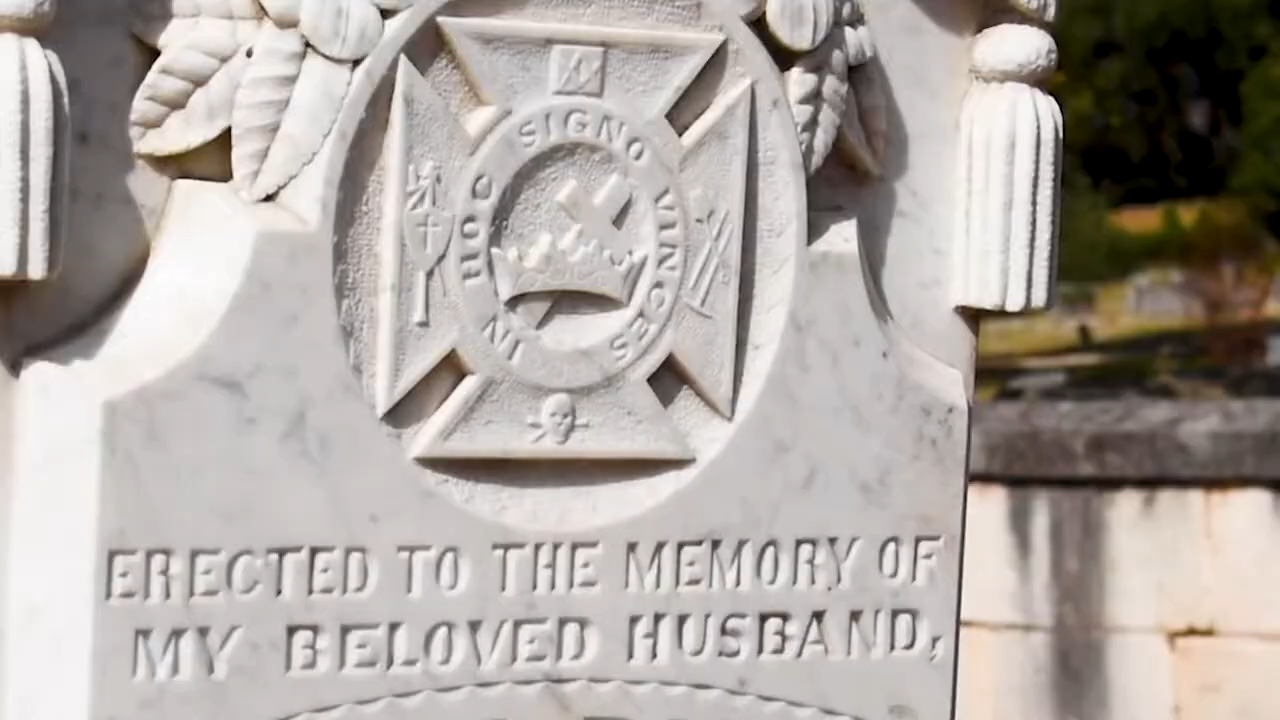 IN HOC SIGNO VINCES
ERECTED TO THE MEMORY OF
MY BELOVED HUSBAND,